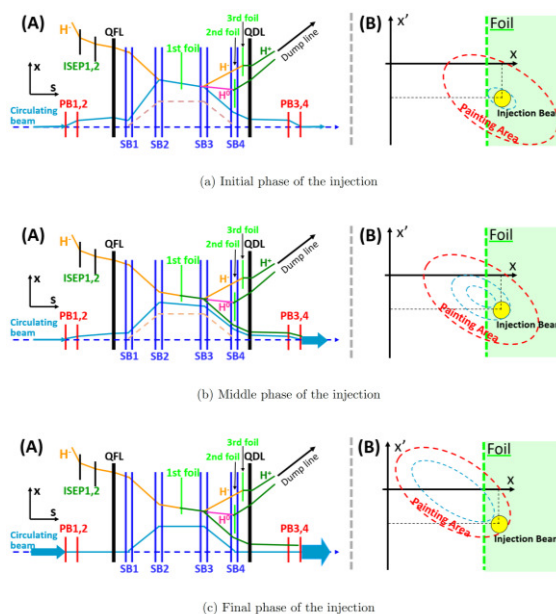 (A)
H⁻
ISEP1,2
QFL
1st foil
2nd foil
3rd foil
QDL
H⁺
Dump line
H⁻
H⁰
x
s
Circulating
beam
PB1,2
SB1
SB2
SB3
SB4
PB3,4
(B)
x'
Foil
x
Injection Beam
Painting Area
(a) Initial phase of the injection
(A)
H⁻
ISEP1,2
QFL
1st foil
2nd foil
3rd foil
QDL
H⁺
Dump line
H⁻
H⁰
x
s
Circulating
beam
PB1,2
SB1
SB2
SB3
SB4
PB3,4
(B)
x'
Foil
x
Injection Beam
Painting Area
(b) Middle phase of the injection
(A)
H⁻
ISEP1,2
QFL
1st foil
2nd foil
3rd foil
QDL
H⁺
Dump line
H⁻
H⁰
x
s
Circulating
beam
PB1,2
SB1
SB2
SB3
SB4
PB3,4
(B)
x'
Foil
x
Injection Beam
Painting Area
(c) Final phase of the injection